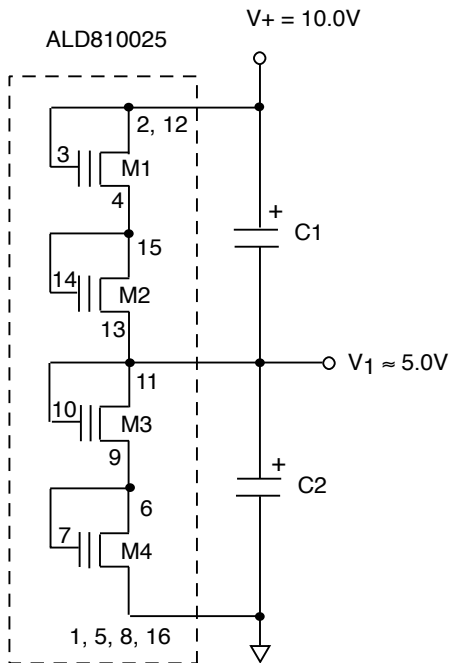 V+ = 10.0V
ALD810025
2, 12
3
M1
4
+
C1
15
14
M2
13
V1 ≈ 5.0V
11
10
M3
9
+
C2
6
7
M4
1, 5, 8, 16